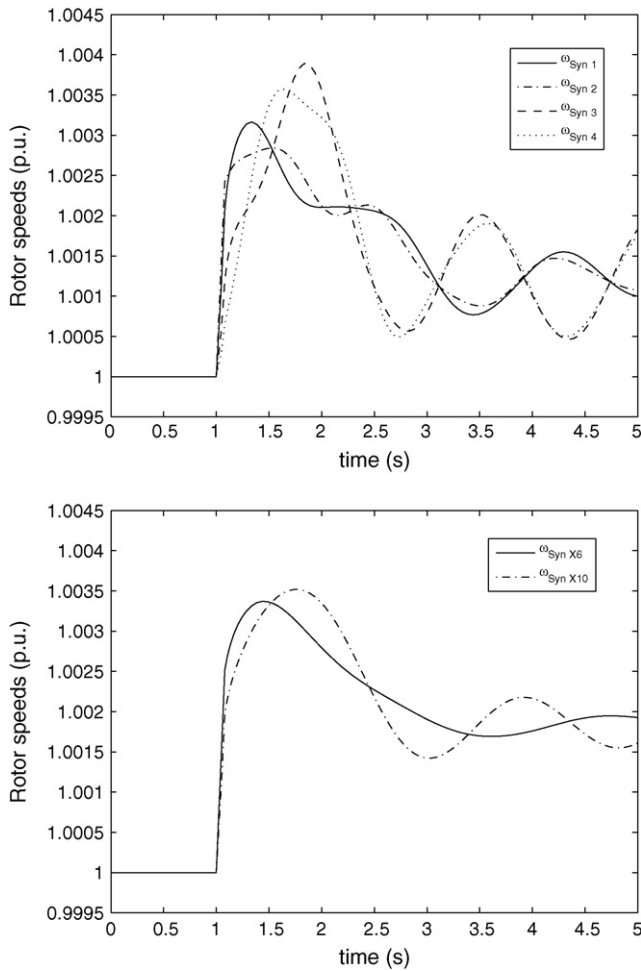 1.0045
1.004
1.0035
1.003
1.0025
1.002
1.0015
1.001
1.0005
1
0.9995
Rotor speeds (p.u.)
ωSyn 1
ωSyn 2
ωSyn 3
ωSyn 4
0 0.5 1 1.5 2 2.5 3 3.5 4 4.5 5
time (s)
1.0045
1.004
1.0035
1.003
1.0025
1.002
1.0015
1.001
1.0005
1
0.9995
Rotor speeds (p.u.)
ωSyn X6
ωSyn X10
0 0.5 1 1.5 2 2.5 3 3.5 4 4.5 5
time (s)